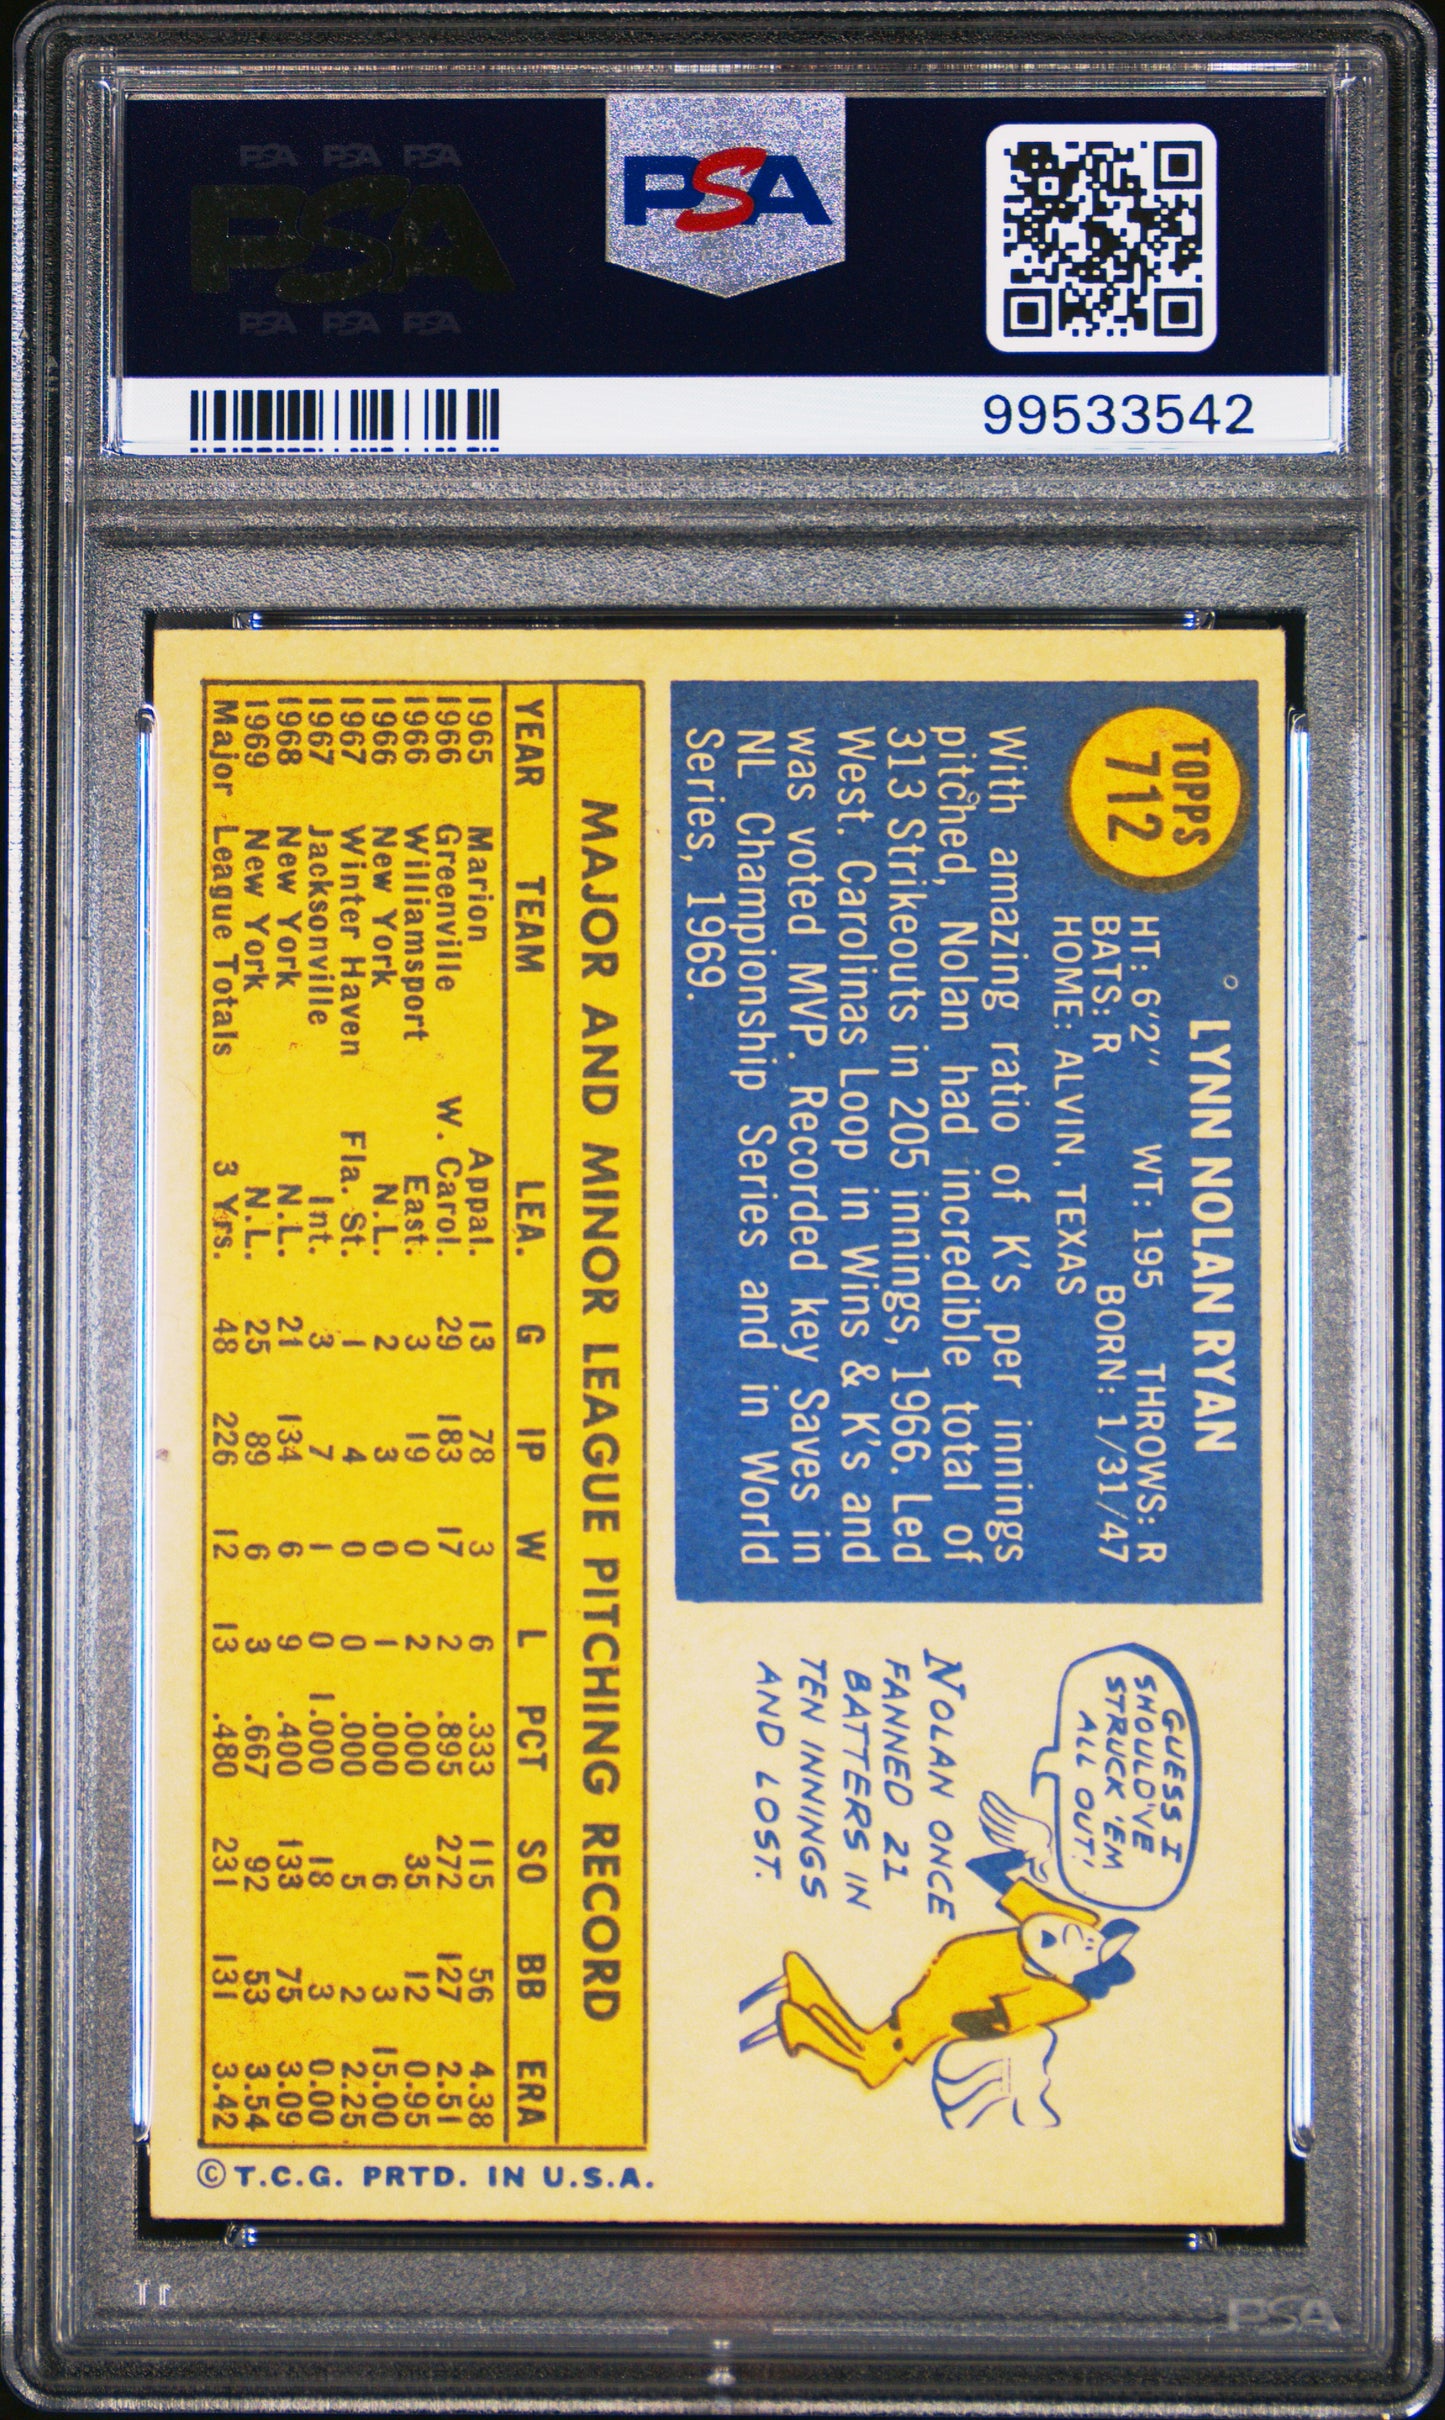 PSA PSA PSA
PSA
PSA PSA PSA
PSA
99533542
TOPPS
712
LYNN NOLAN RYAN
HT: 6'2" WT: 195 THROWS: R
BATS: R BORN: 1/31/47
HOME: ALVIN, TEXAS
With amazing ratio of K's per innings
pitched, Nolan had incredible total of
313 Strikeouts in 205 innings, 1966. Led
West. Carolinas Loop in Wins & K's and
was voted MVP. Recorded key Saves in
NL Championship Series and in World
Series, 1969.
GUESS I
SHOULD'VE
STRUCK 'EM
ALL OUT!
NOLAN ONCE
FANNED 21
BATTERS IN
TEN INNINGS
AND LOST.
MAJOR AND MINOR LEAGUE PITCHING RECORD
YEAR TEAM LEA. G IP W L PCT SO BB ERA
1965 Marion Appal. 13 78 3 6 .333 115 56 4.38
1966 Greenville W. Carol. 29 183 17 2 .895 272 127 2.51
1966 Williamsport East. 3 19 0 2 .000 35 12 0.95
1966 New York N.L. 2 3 0 1 .000 6 3 15.00
1967 Winter Haven Fla. St. 1 4 0 0 .000 5 2 2.25
1967 Jacksonville Int. 3 7 1 0 1.000 18 3 0.00
1968 New York N.L. 21 134 6 9 .400 133 75 3.09
1969 New York N.L. 25 89 6 3 .667 92 53 3.54
Major League Totals 3 Yrs. 48 226 12 13 .480 231 131 3.42
© T.C.G. PRTD. IN U.S.A.
PSA